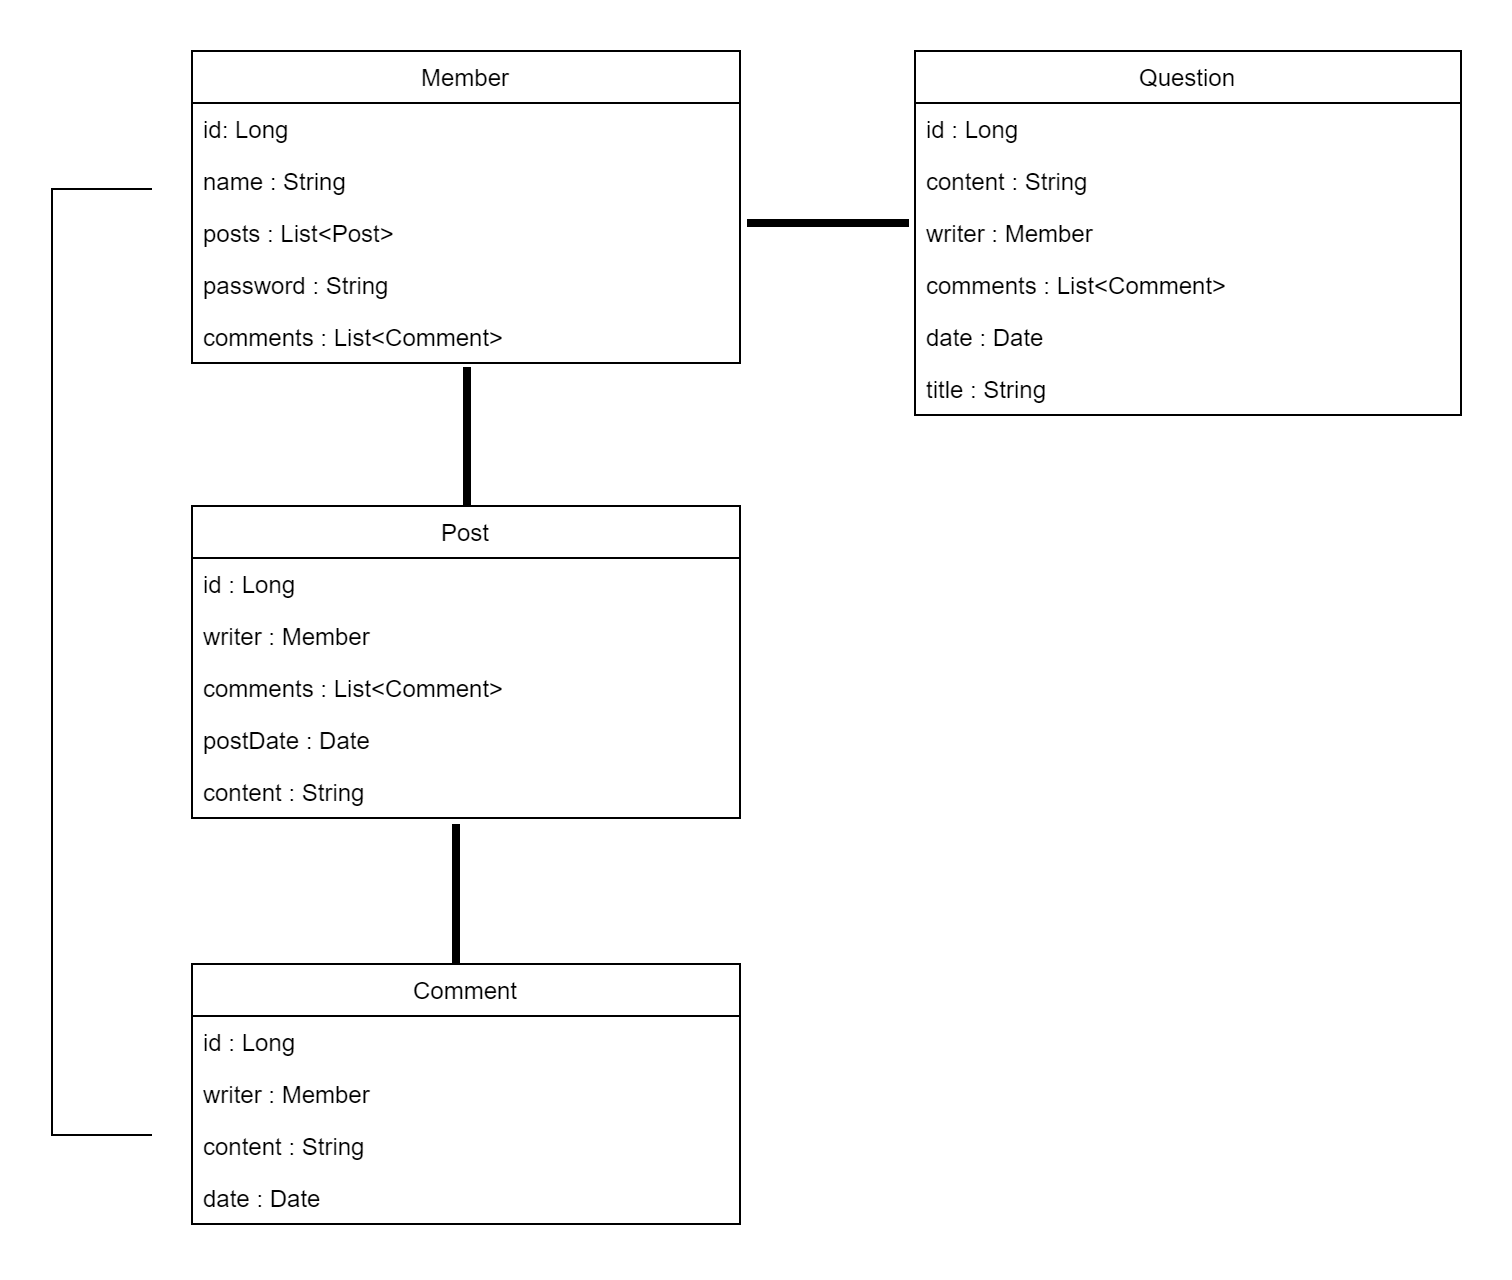 Member
id: Long
name : String
posts : List<Post>
password : String
comments : List<Comment>
Question
id : Long
content : String
writer : Member
comments : List<Comment>
date : Date
title : String
Post
id : Long
writer : Member
comments : List<Comment>
postDate : Date
content : String
Comment
id : Long
writer : Member
content : String
date : Date